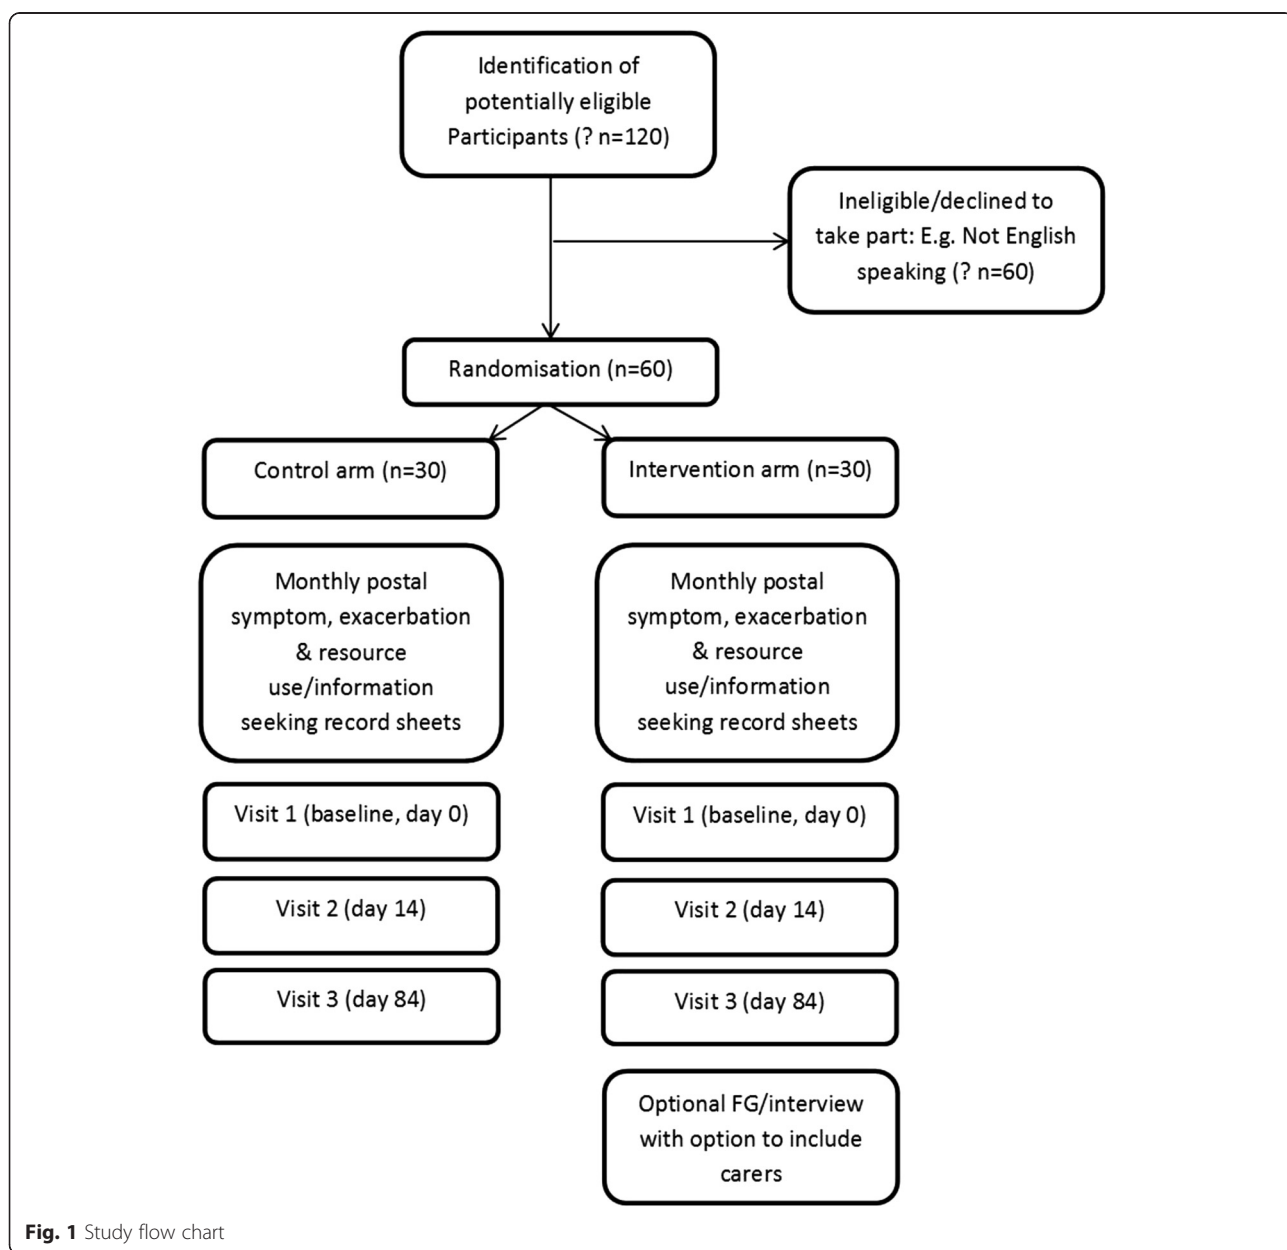 Identification of
potentially eligible
Participants (? n=120)
Ineligible/declined to
take part: E.g. Not English
speaking (? n=60)
Randomisation (n=60)
Control arm (n=30)
Intervention arm (n=30)
Monthly postal
symptom, exacerbation
& resource
use/information
seeking record sheets
Monthly postal
symptom, exacerbation
& resource
use/information
seeking record sheets
Visit 1 (baseline, day 0)
Visit 1 (baseline, day 0)
Visit 2 (day 14)
Visit 2 (day 14)
Visit 3 (day 84)
Visit 3 (day 84)
Optional FG/interview
with option to include
carers
Fig. 1 Study flow chart